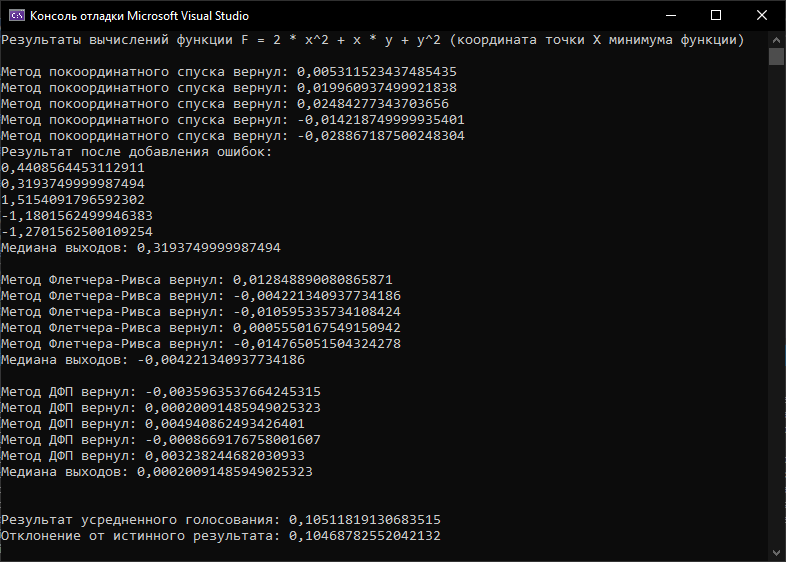 Консоль отладки Microsoft Visual Studio
Результаты вычислений функции F = 2 * x^2 + x * y + y^2 (координата точки X минимума функции)
Метод покоординатного спуска вернул: 0,005311523437485435
Метод покоординатного спуска вернул: 0,019960937499921838
Метод покоординатного спуска вернул: 0,02484277343703656
Метод покоординатного спуска вернул: -0,014218749999935401
Метод покоординатного спуска вернул: -0,028867187500248304
Результат после добавления ошибок:
0,4408564453112911
0,3193749999987494
1,5154091796592302
-1,1801562499946383
-1,2701562500109254
Медиана выходов: 0,3193749999987494
Метод Флетчера-Ривса вернул: 0,012848890080865871
Метод Флетчера-Ривса вернул: -0,004221340937734186
Метод Флетчера-Ривса вернул: -0,010595335734108424
Метод Флетчера-Ривса вернул: 0,0005550167549150942
Метод Флетчера-Ривса вернул: -0,014765051504324278
Медиана выходов: -0,004221340937734186
Метод ДФП вернул: -0,0035963537664245315
Метод ДФП вернул: 0,00020091485949025323
Метод ДФП вернул: 0,004940862493426401
Метод ДФП вернул: -0,0008669176758001607
Метод ДФП вернул: 0,003238244682030933
Медиана выходов: 0,00020091485949025323
Результат усредненного голосования: 0,10511819130683515
Отклонение от истинного результата: 0,10468782552042132